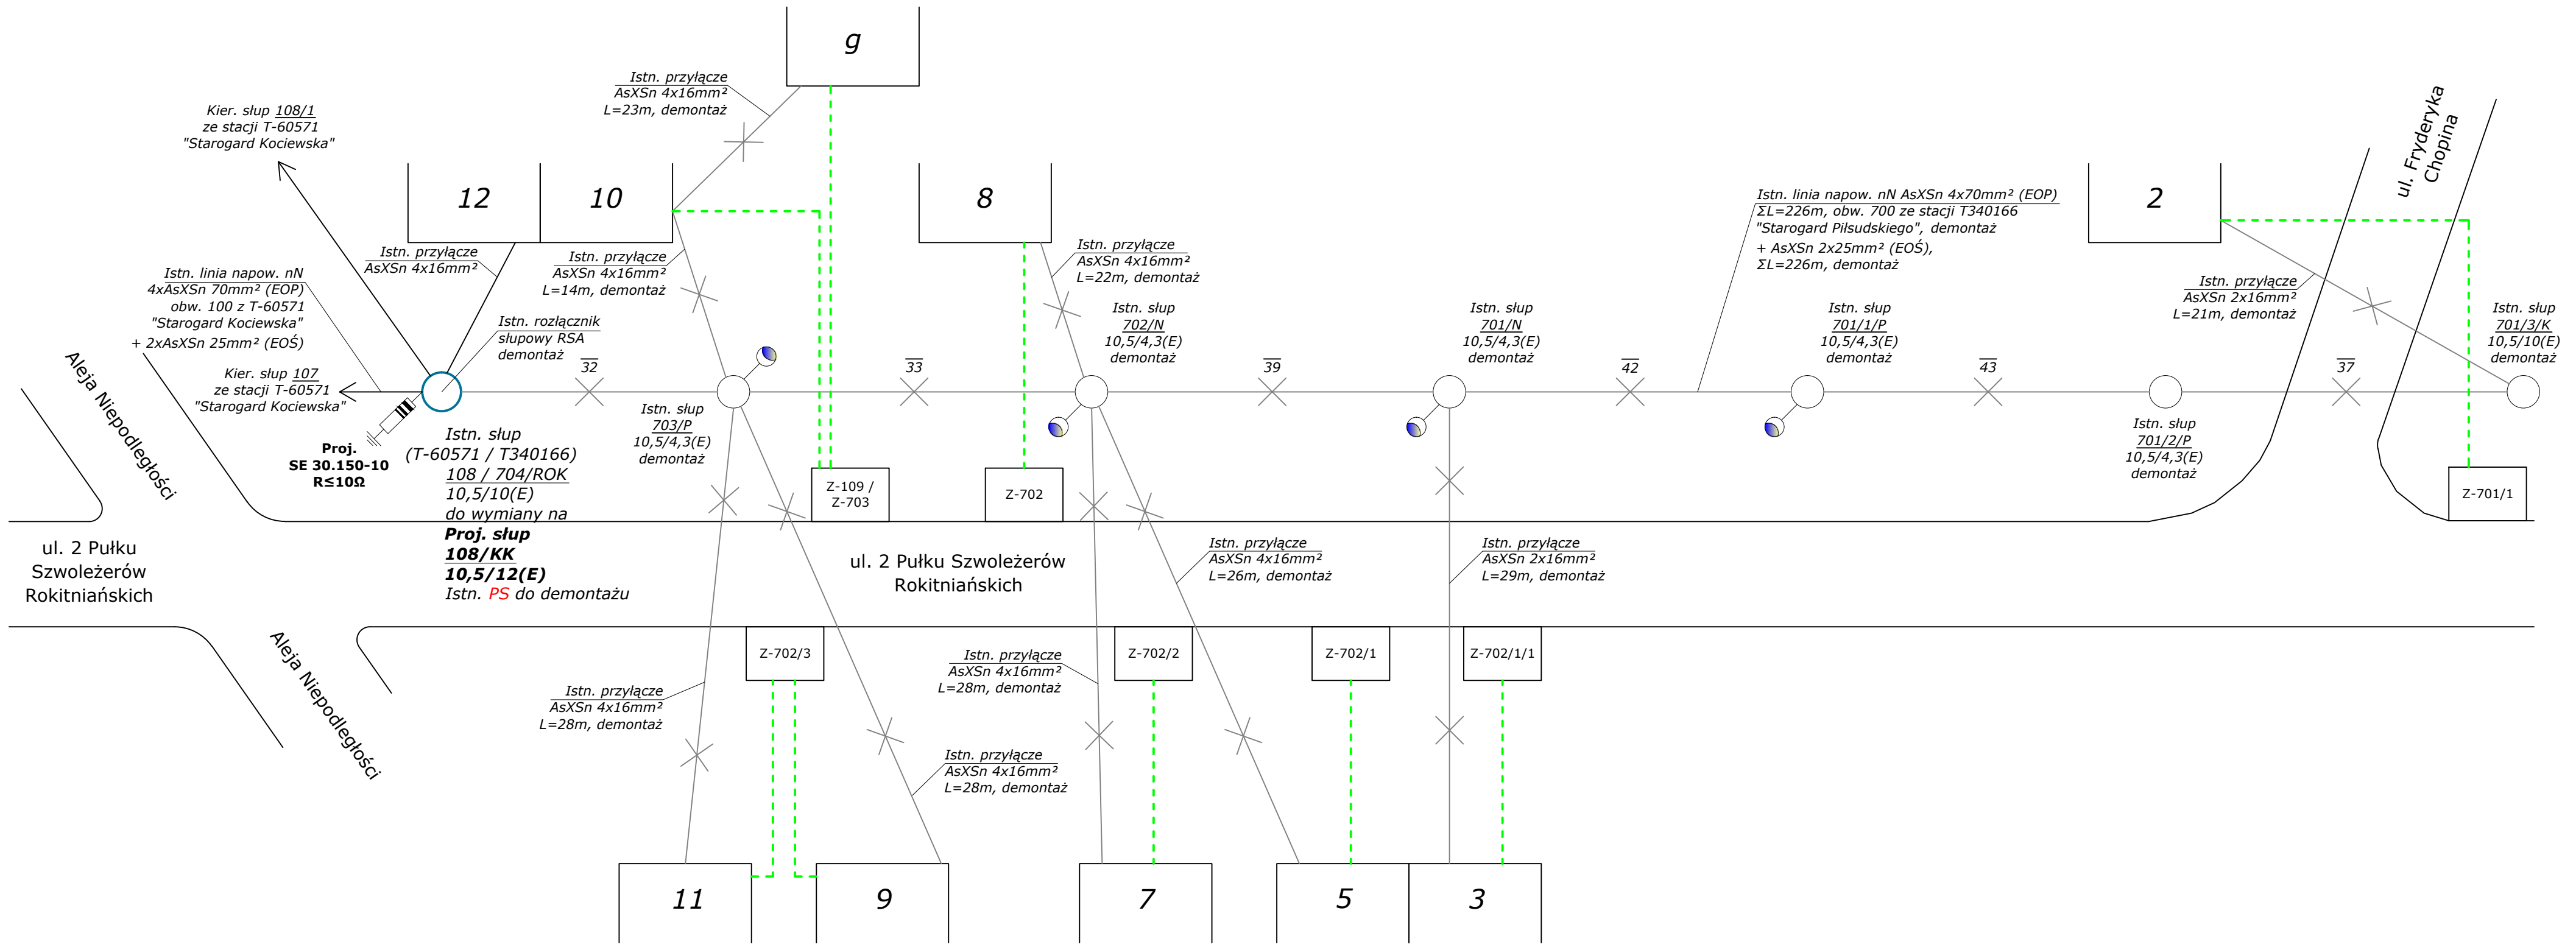 g
Istn. przyłącze
AsXSn 4x16mm²
L=23m, demontaż
Kier. słup 108/1
ze stacji T-60571
"Starogard Kociewska"
12
10
8
2
ul. Fryderyka
Chopina
Istn. linia napow. nN AsXSn 4x70mm² (EOP)
ΣL=226m, obw. 700 ze stacji T340166
"Starogard Piłsudskiego", demontaż
+ AsXSn 2x25mm² (EOŚ),
ΣL=226m, demontaż
Istn. przyłącze
AsXSn 4x16mm²
Istn. przyłącze
AsXSn 4x16mm²
L=14m, demontaż
Istn. przyłącze
AsXSn 4x16mm²
L=22m, demontaż
Istn. linia napow. nN
4xAsXSn 70mm² (EOP)
obw. 100 z T-60571
"Starogard Kociewska"
+ 2xAsXSn 25mm² (EOŚ)
Istn. rozłącznik
słupowy RSA
demontaż
Istn. słup
702/N
10,5/4,3(E)
demontaż
Istn. słup
701/N
10,5/4,3(E)
demontaż
Istn. słup
701/1/P
10,5/4,3(E)
demontaż
Istn. przyłącze
AsXSn 2x16mm²
L=21m, demontaż
Istn. słup
701/3/K
10,5/10(E)
demontaż
Aleja Niepodległości
Kier. słup 107
ze stacji T-60571
"Starogard Kociewska"
32
33
39
42
43
37
Istn. słup
703/P
10,5/4,3(E)
demontaż
Istn. słup
701/2/P
10,5/4,3(E)
demontaż
Proj.
SE 30.150-10
R≤10Ω
Istn. słup
(T-60571 / T340166)
108 / 704/ROK
10,5/10(E)
do wymiany na
Proj. słup
108/KK
10,5/12(E)
Istn. PS do demontażu
Z-109 /
Z-703
Z-702
Z-701/1
ul. 2 Pułku
Szwoleżerów
Rokitniańskich
ul. 2 Pułku Szwoleżerów
Rokitniańskich
Istn. przyłącze
AsXSn 4x16mm²
L=26m, demontaż
Istn. przyłącze
AsXSn 2x16mm²
L=29m, demontaż
Aleja Niepodległości
Z-702/3
Z-702/2
Z-702/1
Z-702/1/1
Istn. przyłącze
AsXSn 4x16mm²
L=28m, demontaż
Istn. przyłącze
AsXSn 4x16mm²
L=28m, demontaż
Istn. przyłącze
AsXSn 4x16mm²
L=28m, demontaż
11
9
7
5
3